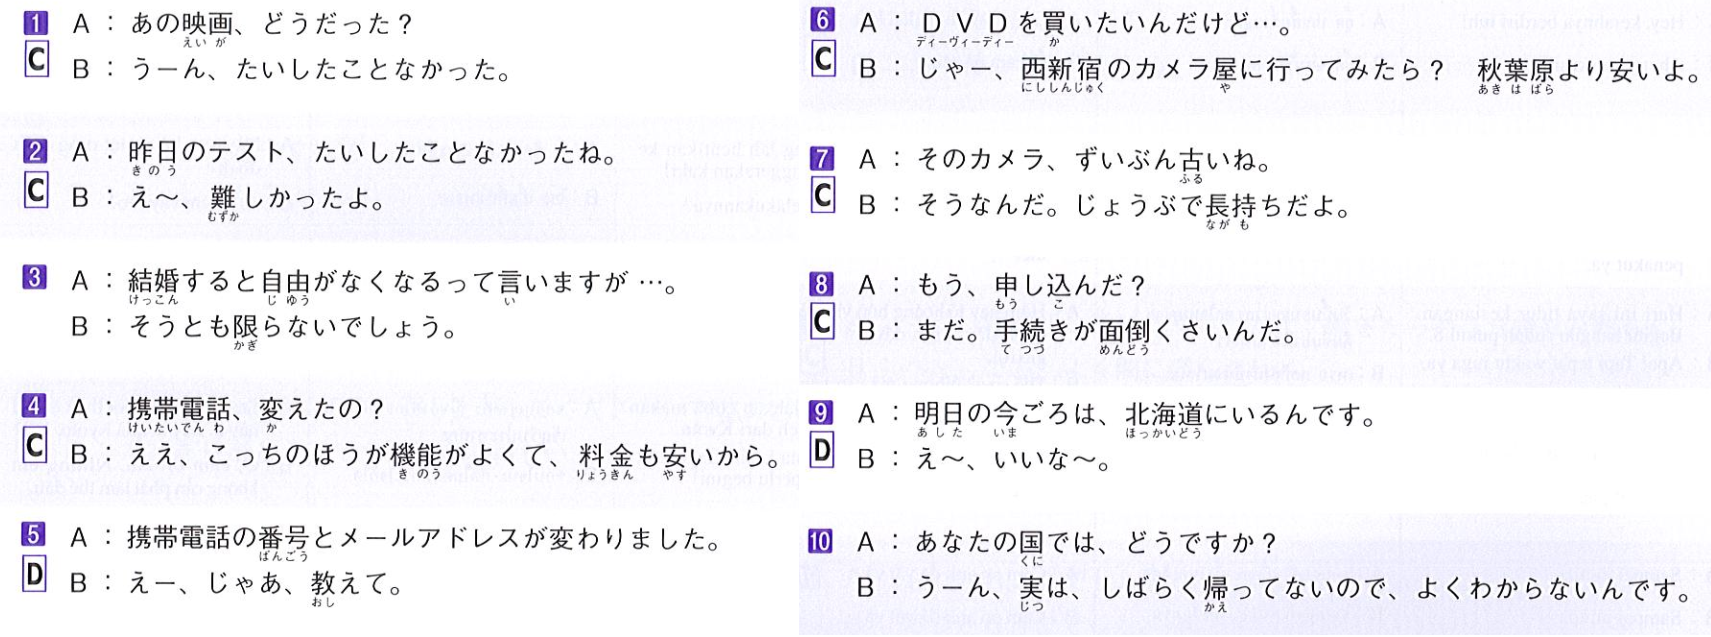 1 A：あの映画、どうだった？
えいが
C B：うーん、たいしたことなかった。
2 A：昨日のテスト、たいしたことなかったね。
きのう
C B：え～、難しかったよ。
むずか
3 A：結婚すると自由がなくなるって言いますが…。
けっこん じゆう い
B：そうとも限らないでしょう。
かぎ
4 A：携帯電話、変えたの？
けいたいでんわ か
C B：ええ、こっちのほうが機能がよくて、料金も安いから。
きのう りょうきん やす
5 A：携帯電話の番号とメールアドレスが変わりました。
ばんごう
D B：えー、じゃあ、教えて。
おし
6 A：DVDを買いたいんだけど…。
ディーヴィーディー か
C B：じゃー、西新宿のカメラ屋に行ってみたら？ 秋葉原より安いよ。
にししんじゅく や あきはばら
7 A：そのカメラ、ずいぶん古いね。
ふる
C B：そうなんだ。じょうぶで長持ちだよ。
ながも
8 A：もう、申し込んだ？
もう こ
C B：まだ。手続きが面倒くさいんだ。
てつづ めんどう
9 A：明日の今ごろは、北海道にいるんです。
あした いま ほっかいどう
D B：え～、いいな～。
10 A：あなたの国では、どうですか？
くに
B：うーん、実は、しばらく帰ってないので、よくわからないんです。
じつ かえ